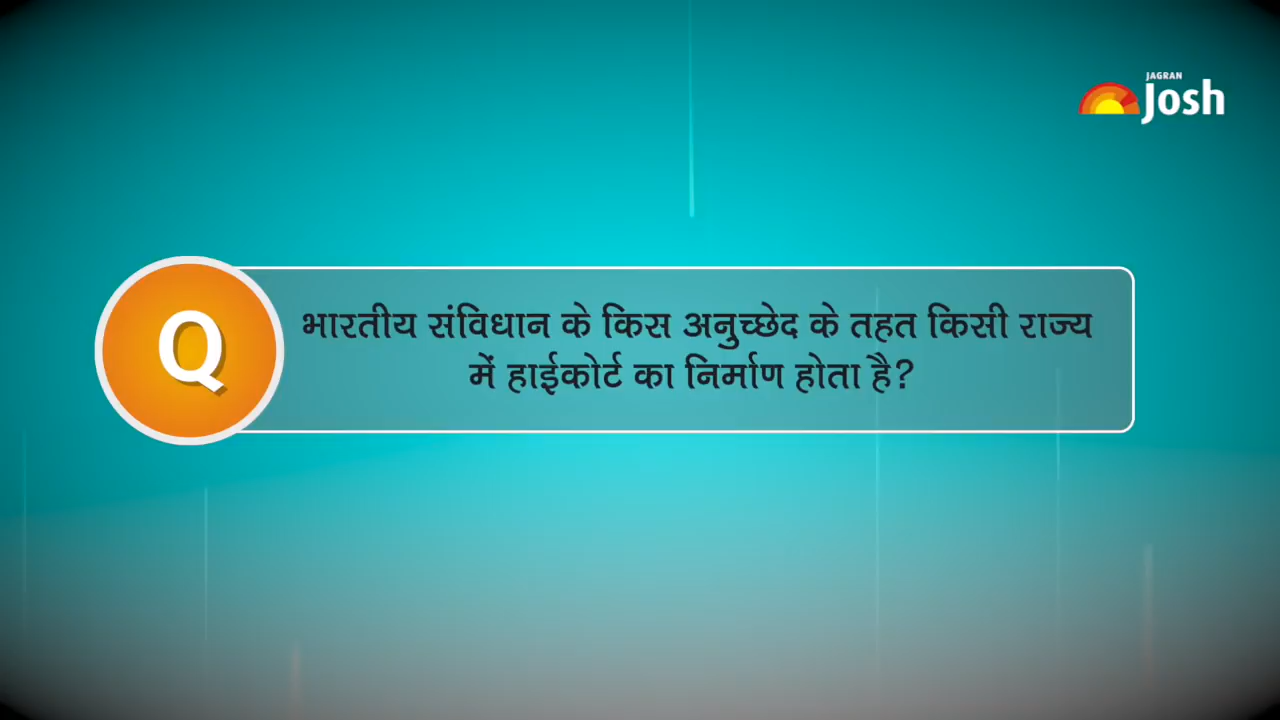 JAGRAN
Josh
Q
भारतीय संविधान के किस अनुच्छेद के तहत किसी राज्य
में हाईकोर्ट का निर्माण होता है?